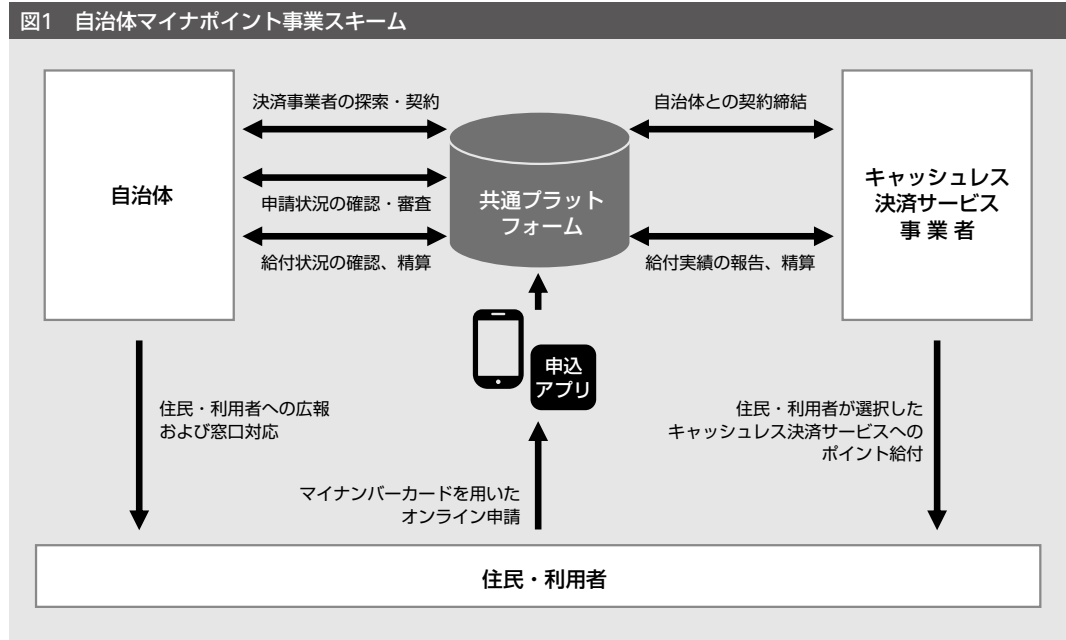 図1 自治体マイナポイント事業スキーム
自治体
決済事業者の探索・契約
申請状況の確認・審査
給付状況の確認、精算
共通プラット
フォーム
自治体との契約締結
給付実績の報告、精算
キャッシュレス
決済サービス
事 業 者
申込
アプリ
住民・利用者への広報
および窓口対応
マイナンバーカードを用いた
オンライン申請
住民・利用者が選択した
キャッシュレス決済サービスへの
ポイント給付
住民・利用者